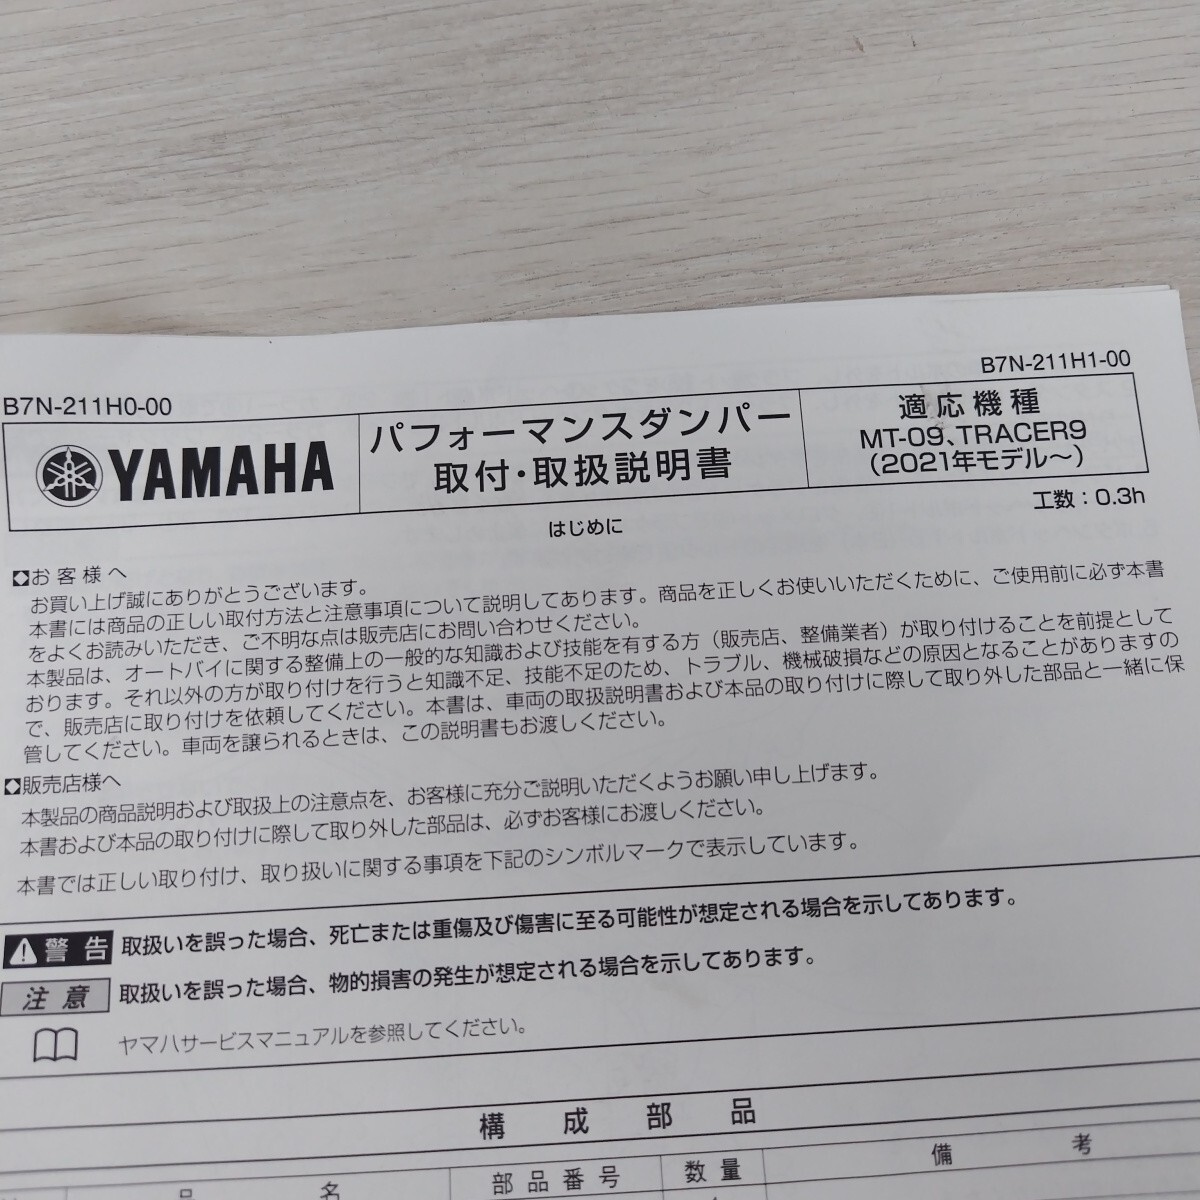 B7N-211H0-00
B7N-211H1-00
YAMAHA
パフォーマンスダンパー
取付・取扱説明書
適応機種
MT-09、TRACER9
(2021年モデル～)
工数：0.3h
はじめに
お客様へ
お買い上げ誠にありがとうございます。
本書には商品の正しい取付方法と注意事項について説明してあります。商品を正しくお使いいただくために、ご使用前に必ず本書
をよくお読みいただき、ご不明な点は販売店にお問い合わせください。
本製品は、オートバイに関する整備上の一般的な知識および技能を有する方（販売店、整備業者）が取り付けることを前提として
おります。それ以外の方が取り付けを行うと知識不足、技能不足のため、トラブル、機械破損などの原因となることがありますの
で、販売店に取り付けを依頼してください。本書は、車両の取扱説明書および本品の取り付けに際して取り外した部品と一緒に保
管してください。車両を譲られるときは、この説明書もお渡しください。
販売店様へ
本製品の商品説明および取扱上の注意点を、お客様に充分ご説明いただくようお願い申し上げます。
本書および本品の取り付けに際して取り外した部品は、必ずお客様にお渡しください。
本書では正しい取り付け、取り扱いに関する事項を下記のシンボルマークで表示しています。
警告 取扱いを誤った場合、死亡または重傷及び傷害に至る可能性が想定される場合を示してあります。
注意 取扱いを誤った場合、物的損害の発生が想定される場合を示してあります。
ヤマハサービスマニュアルを参照してください。
構成部品
品名 部品番号 数量 備考